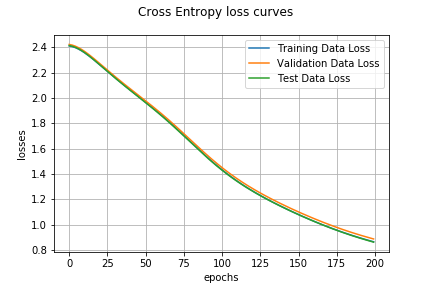 Cross Entropy loss curves
Training Data Loss
Validation Data Loss
Test Data Loss
2.4
2.2
2.0
1.8
1.6
1.4
1.2
1.0
0.8
losses
0 25 50 75 100 125 150 175 200
epochs